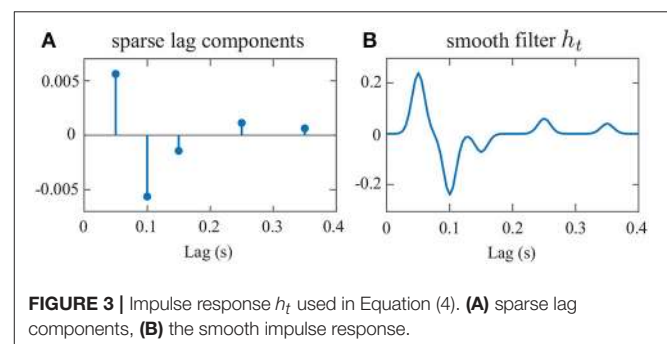 A
sparse lag components
0.005
0
-0.005
0
0.1
0.2
0.3
0.4
Lag (s)
B
smooth filter hₜ
0.2
0
-0.2
0
0.1
0.2
0.3
0.4
Lag (s)
FIGURE 3 | Impulse response hₜ used in Equation (4). (A) sparse lag
components, (B) the smooth impulse response.